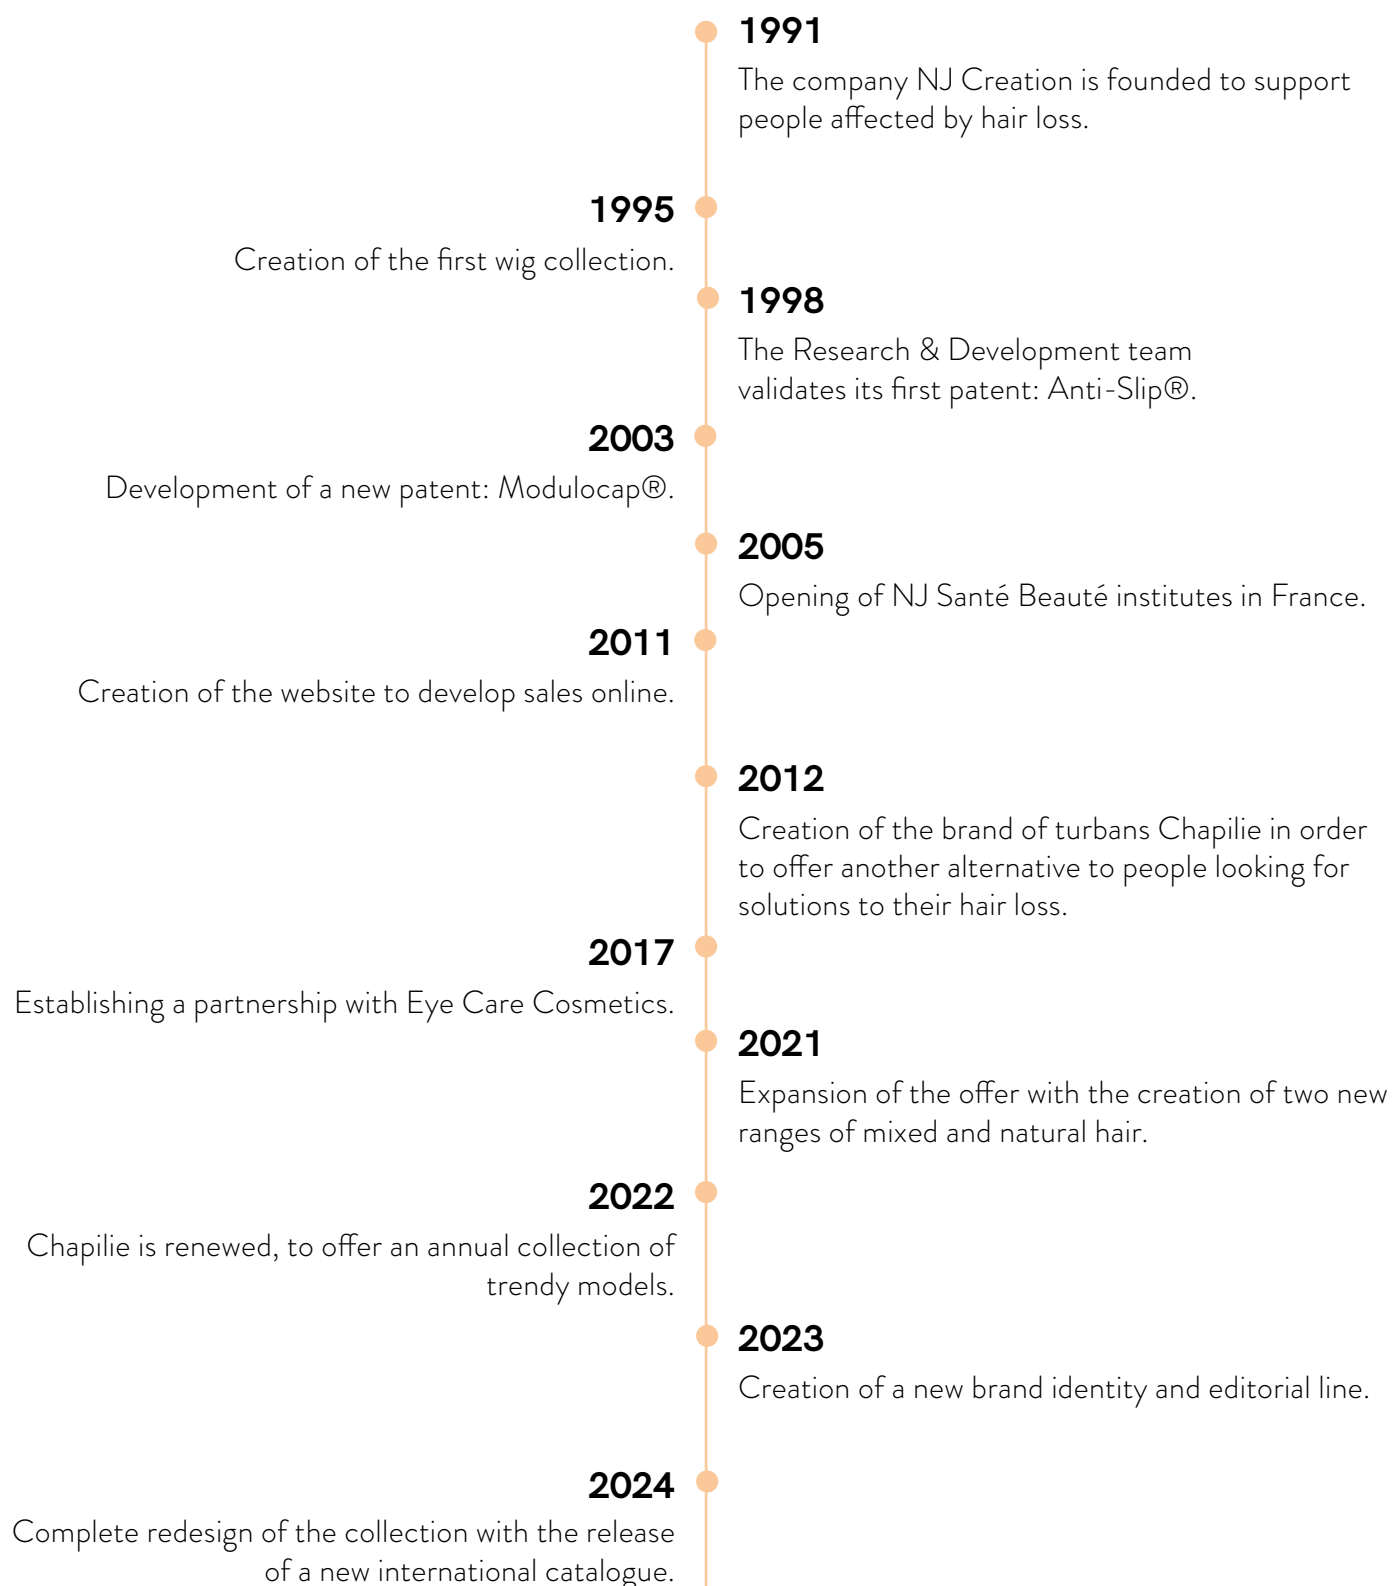 1991
The company NJ Creation is founded to support
people affected by hair loss.
1995
Creation of the first wig collection.
1998
The Research & Development team
validates its first patent: Anti-Slip®.
2003
Development of a new patent: Modulocap®.
2005
Opening of NJ Santé Beauté institutes in France.
2011
Creation of the website to develop sales online.
2012
Creation of the brand of turbans Chapilie in order
to offer another alternative to people looking for
solutions to their hair loss.
2017
Establishing a partnership with Eye Care Cosmetics.
2021
Expansion of the offer with the creation of two new
ranges of mixed and natural hair.
2022
Chapilie is renewed, to offer an annual collection of
trendy models.
2023
Creation of a new brand identity and editorial line.
2024
Complete redesign of the collection with the release
of a new international catalogue.